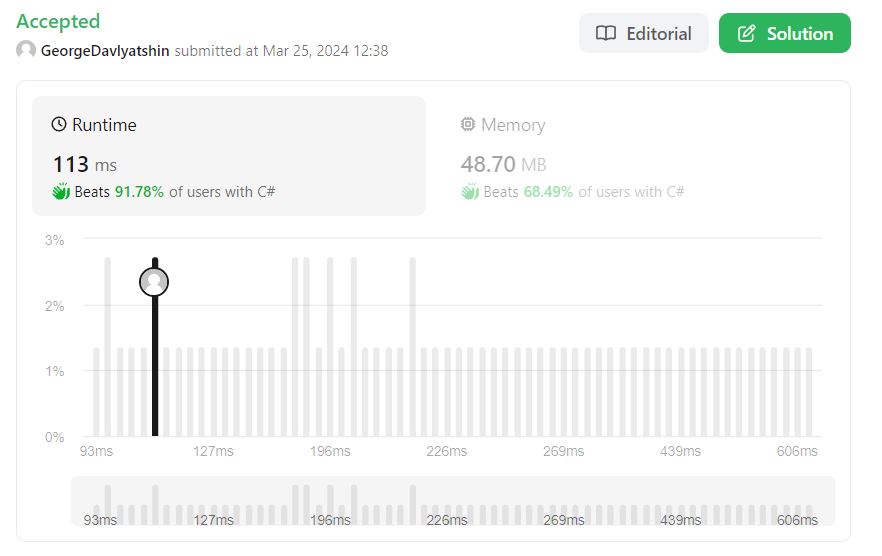 Accepted
GeorgeDavlyatshin submitted at Mar 25, 2024 12:38
Editorial
Solution
Runtime
113 ms
Beats 91.78% of users with C#
Memory
48.70 MB
Beats 68.49% of users with C#
3%
2%
1%
0%
93ms 127ms 196ms 226ms 269ms 439ms 606ms
93ms 127ms 196ms 226ms 269ms 439ms 606ms